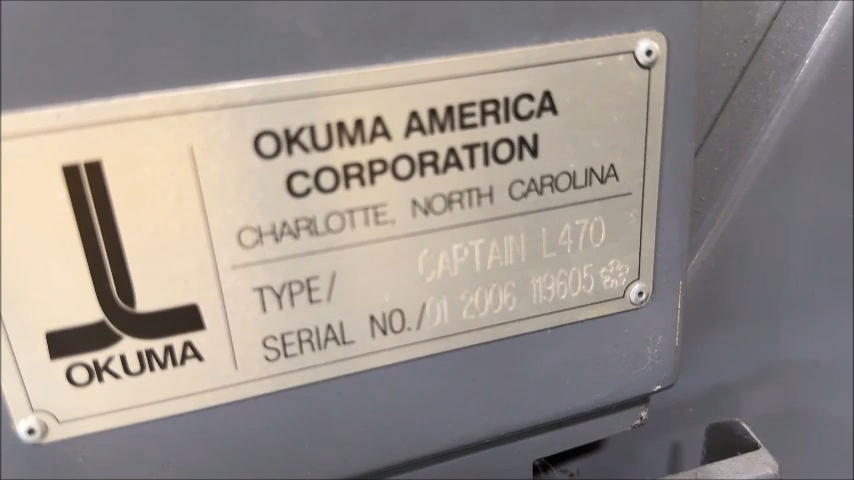 OKUMA AMERICA
CORPORATION
CHARLOTTE, NORTH CAROLINA
TYPE/ CAPTAIN L470
SERIAL NO./01 2006 119605
OKUMA